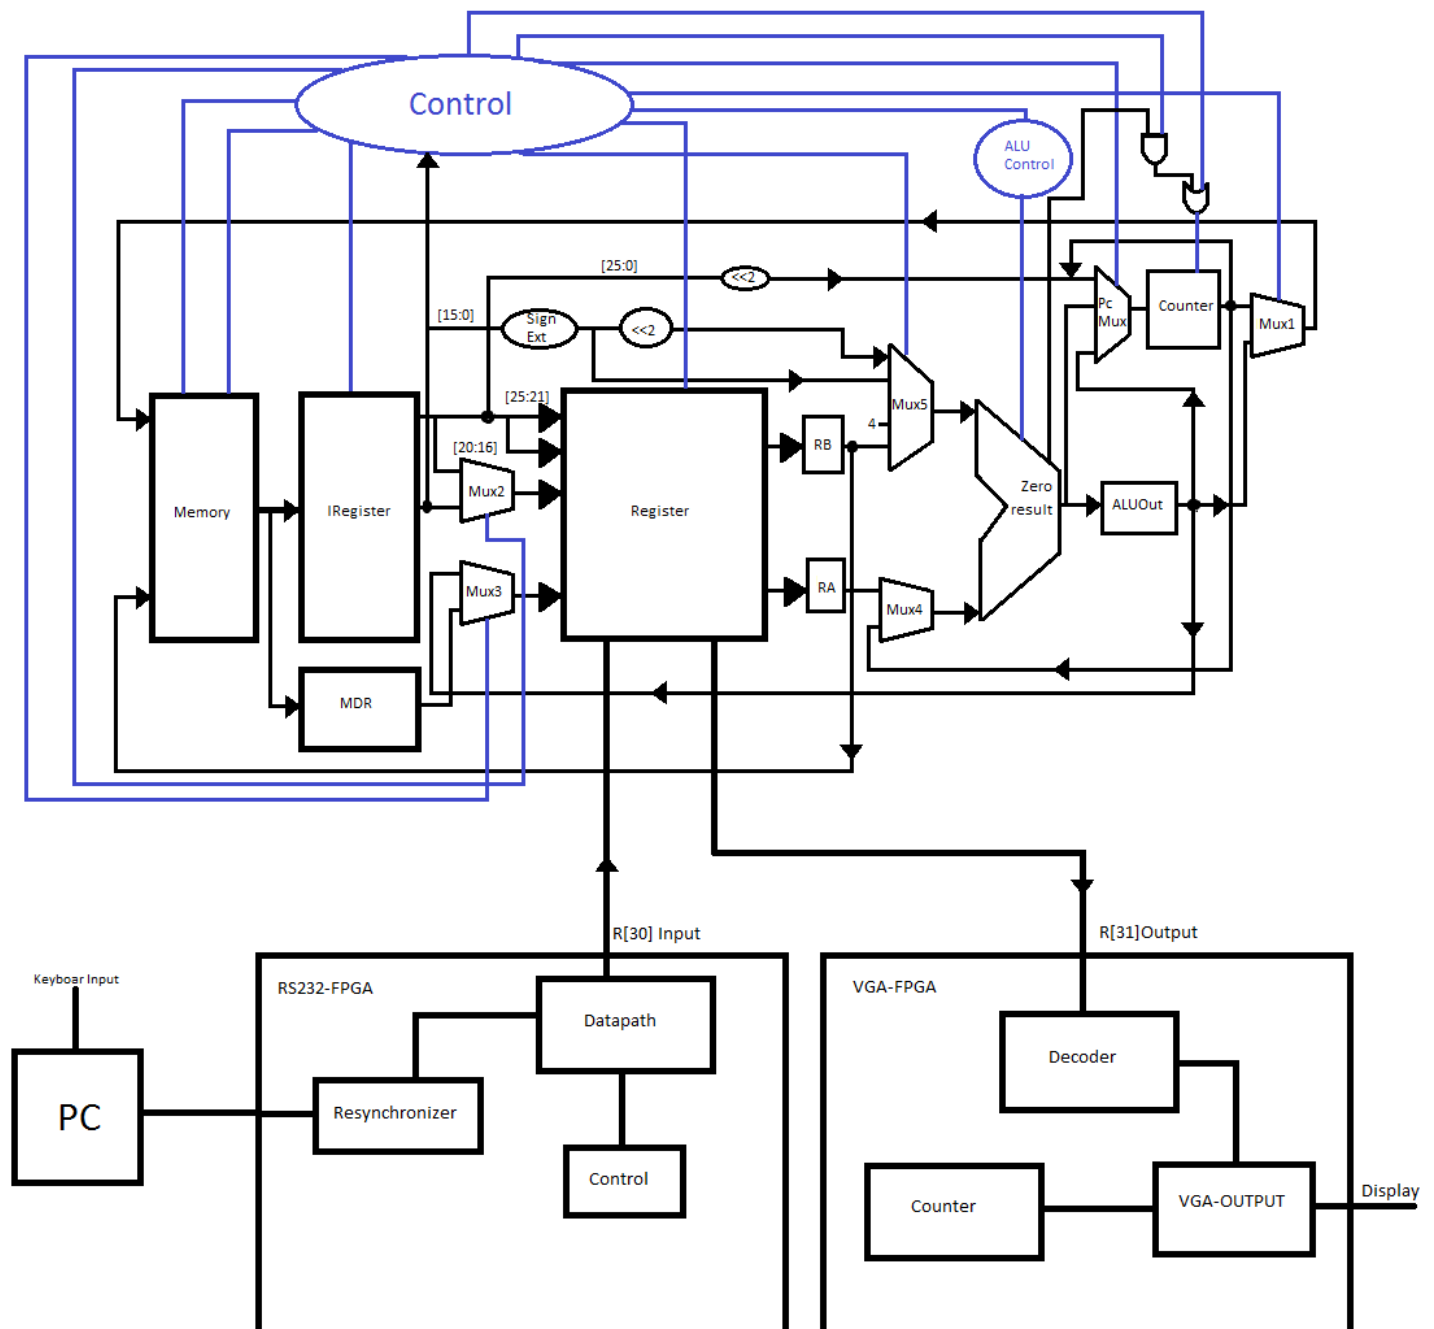 Control
ALU
Control
[25:0]
<<2
[15:0]
Sign
Ext
<<2
Pc
Mux
Counter
Mux1
[25:21]
Mux5
4
[20:16]
RB
Mux2
Zero
result
ALUOut
Memory
IRegister
Register
Mux3
RA
Mux4
MDR
R[30] Input
R[31]Output
Keyboar Input
RS232-FPGA
VGA-FPGA
Datapath
Decoder
PC
Resynchronizer
Control
Counter
VGA-OUTPUT
Display